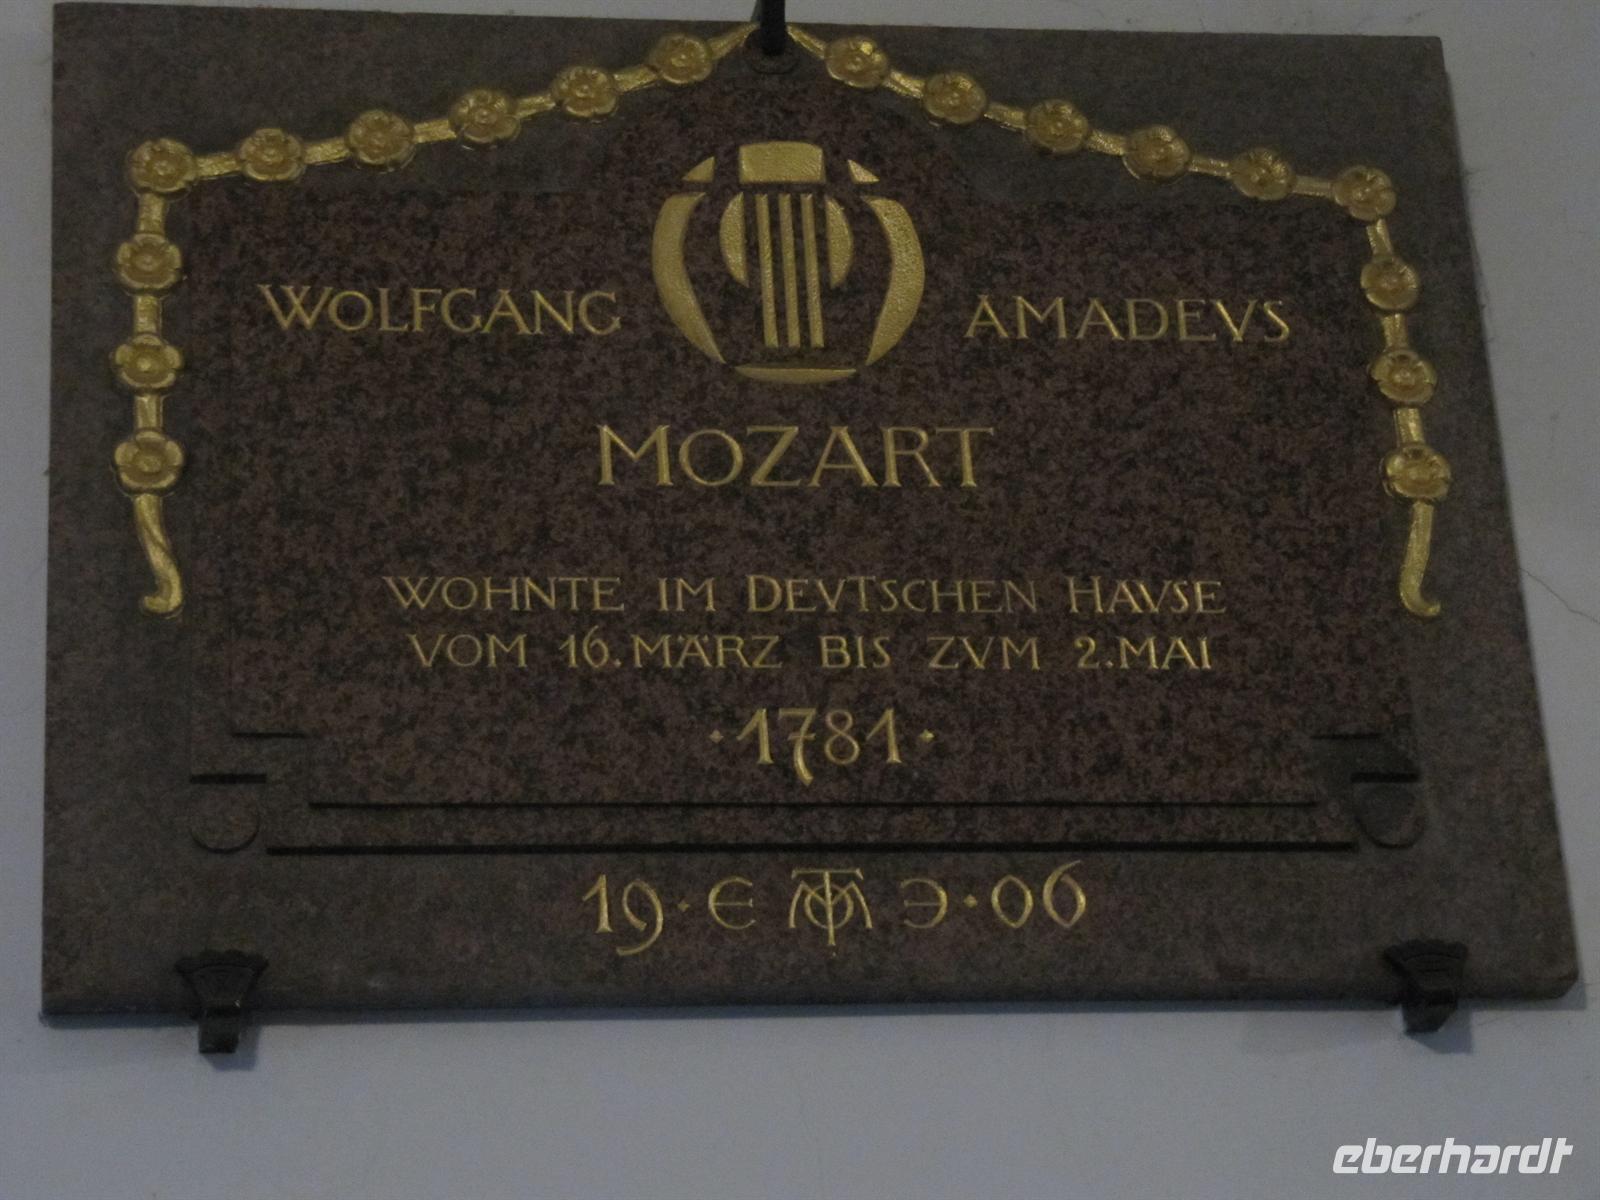 WOLFGANG AMADEVS
MOZART
WOHNTE IM DEVTSCHEN HAVSE
VOM 16. MÄRZ BIS ZVM 2. MAI
·1781·
19 · E Э · 06
eberhardt